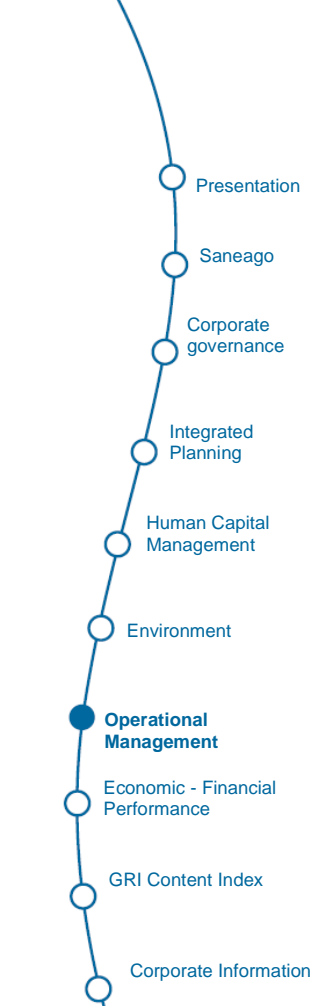 Presentation
Saneago
Corporate
governance
Integrated
Planning
Human Capital
Management
Environment
Operational
Management
Economic - Financial
Performance
GRI Content Index
Corporate Information